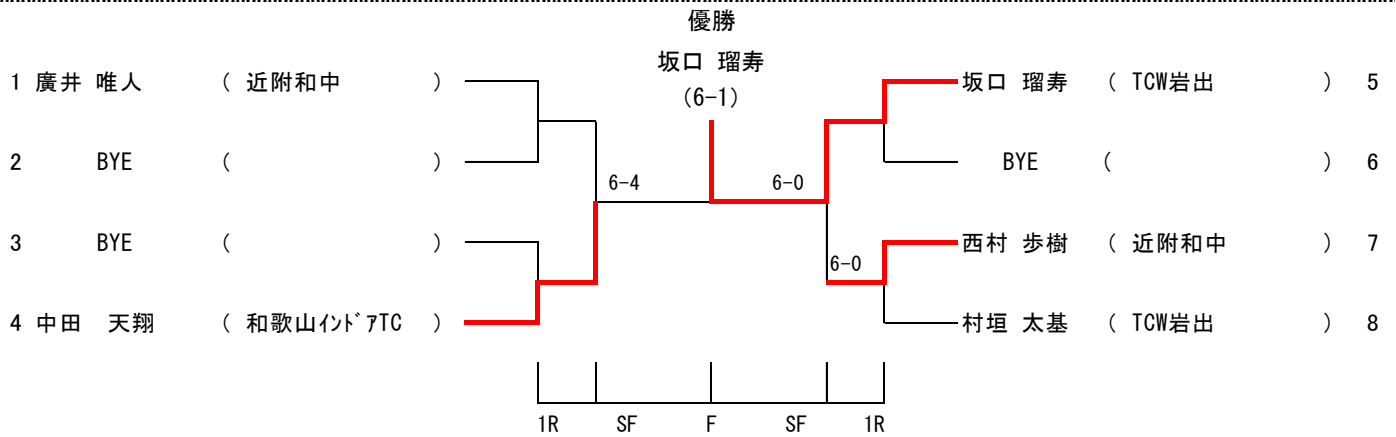 優勝
坂口 瑠寿
(6-1)
1 廣井 唯人 ( 近附和中 )
坂口 瑠寿 ( TCW岩出 ) 5
2 BYE ( )
BYE ( ) 6
6-4 6-0
3 BYE ( )
西村 歩樹 ( 近附和中 ) 7
6-0
4 中田 天翔 ( 和歌山インドアTC )
村垣 太基 ( TCW岩出 ) 8
1R SF F SF 1R